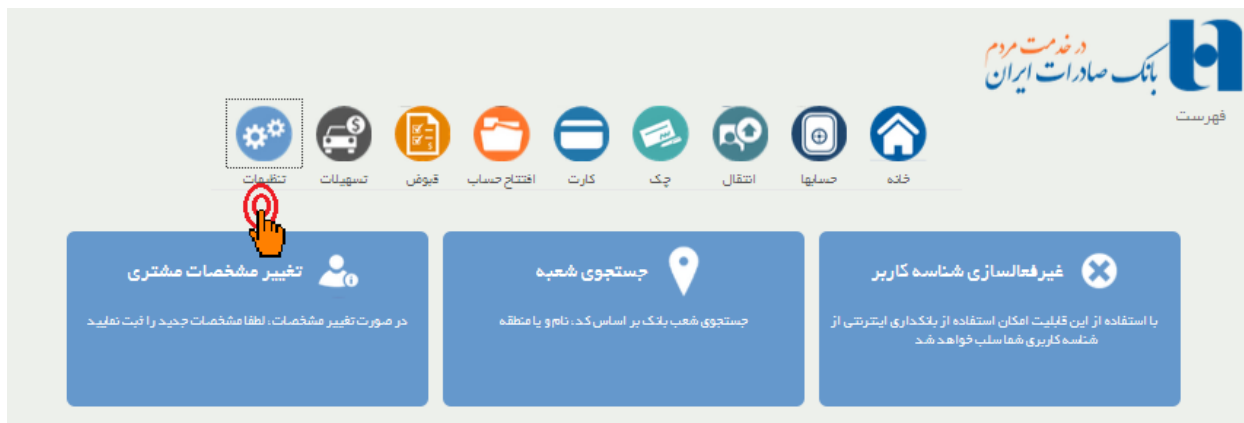 در خدمت مردم
بانک صادرات ایران
فهرست
خانه حسابها انتقال چک کارت افتتاح حساب قبوض تسهیلات تنظیمات
غیرفعالسازی شناسه کاربر
با استفاده از این قابلیت امکان استفاده از بانکداری اینترنتی از
شناسه کاربری شما سلب خواهد شد
جستجوی شعبه
جستجوی شعب بانک بر اساس کد، نام و یا منطقه
تغییر مشخصات مشتری
در صورت تغییر مشخصات، لطفا مشخصات جدید را ثبت نمایید